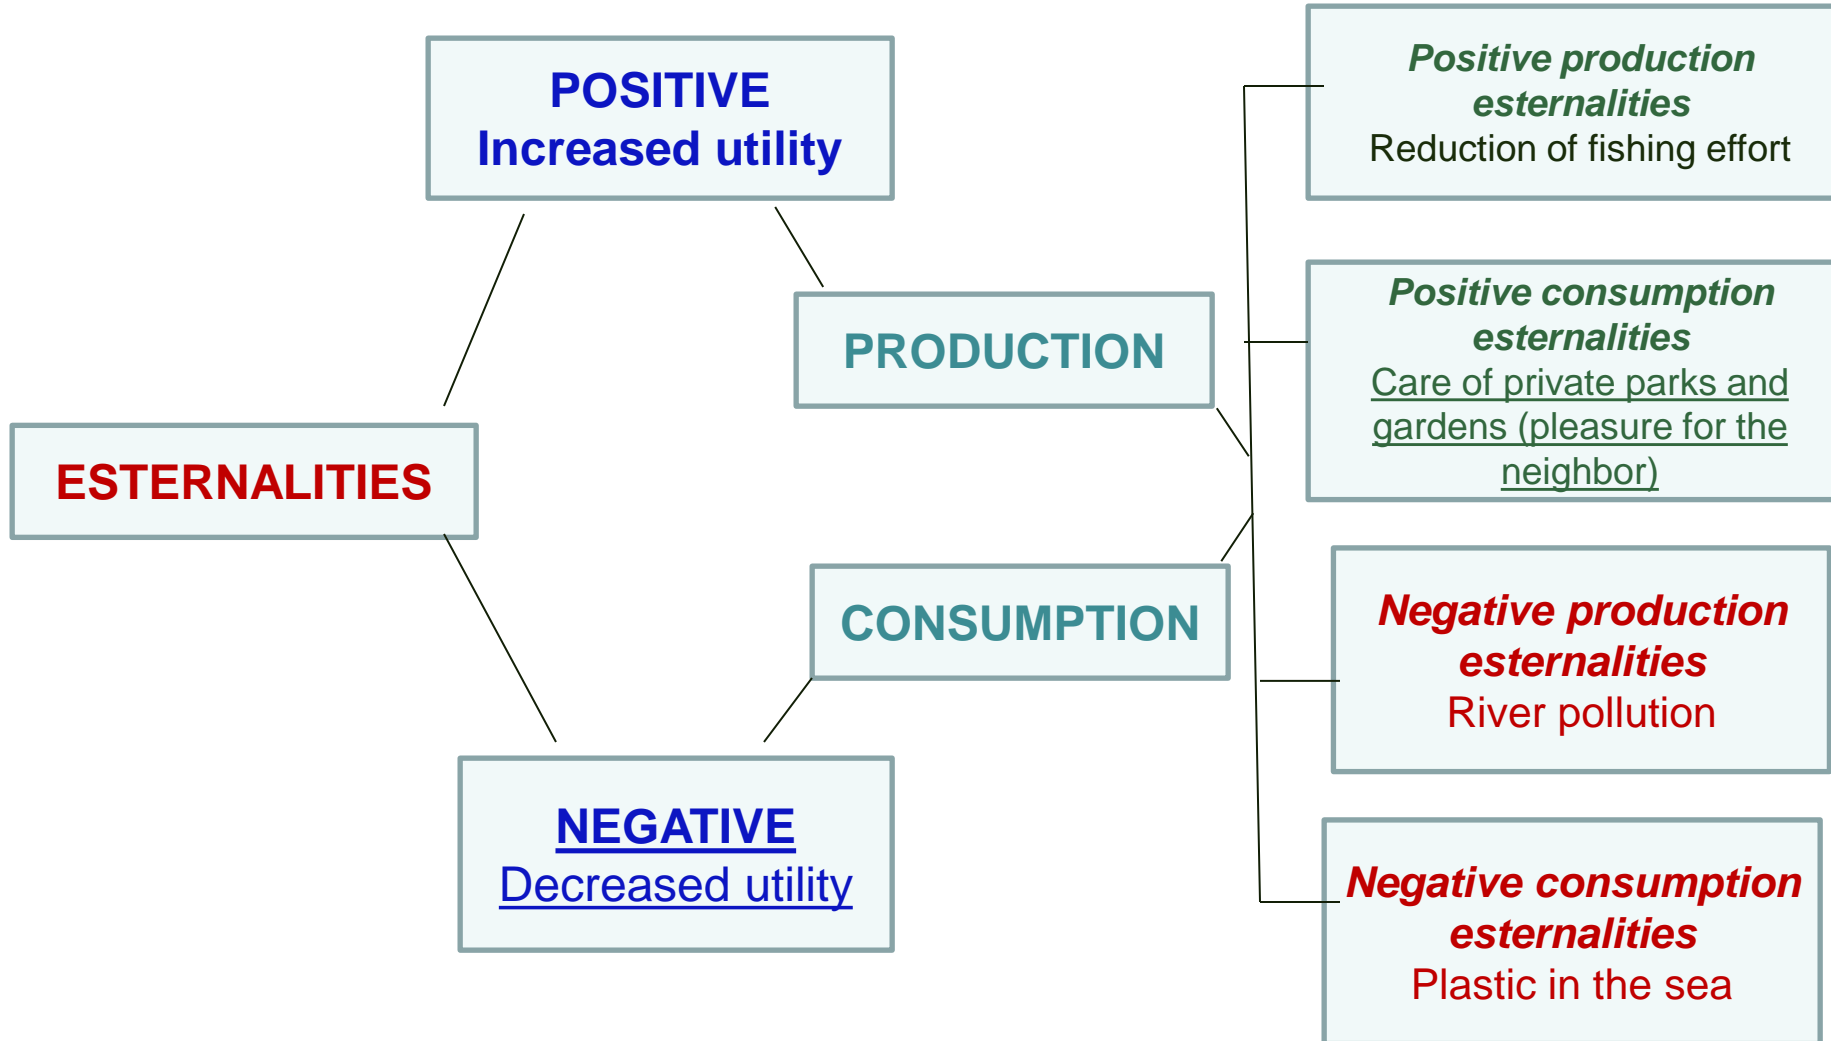 POSITIVE
Increased utility
PRODUCTION
ESTERNALITIES
CONSUMPTION
NEGATIVE
Decreased utility
Positive production
esternalities
Reduction of fishing effort
Positive consumption
esternalities
Care of private parks and
gardens (pleasure for the
neighbor)
Negative production
esternalities
River pollution
Negative consumption
esternalities
Plastic in the sea